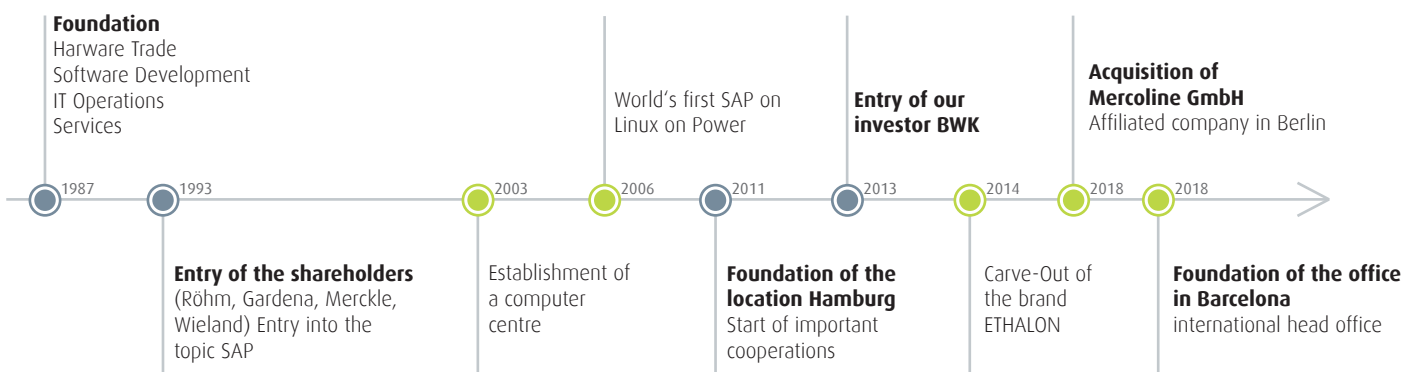 Foundation
Harware Trade
Software Development
IT Operations
Services
World‘s first SAP on
Linux on Power
Entry of our
investor BWK
Acquisition of
Mercoline GmbH
Affiliated company in Berlin
1987
1993
2003
2006
2011
2013
2014
2018
2018
Entry of the shareholders
(Röhm, Gardena, Merckle,
Wieland) Entry into the
topic SAP
Establishment of
a computer
centre
Foundation of the
location Hamburg
Start of important
cooperations
Carve-Out of
the brand
ETHALON
Foundation of the office
in Barcelona
international head office